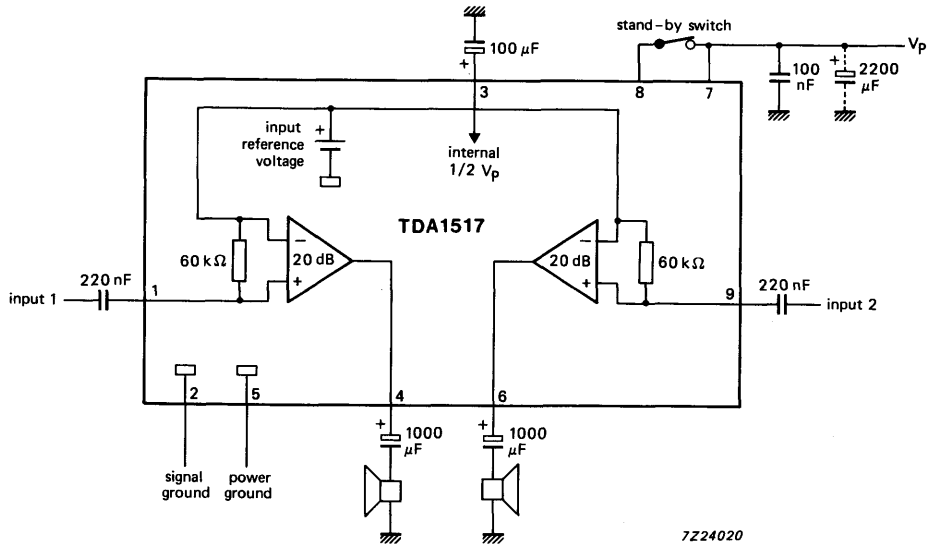 stand–by switch
100 μF
+
VP
3
8
7
100
nF
+
2200
μF
input
reference
voltage
+
internal
1/2 VP
TDA1517
60 kΩ
–
20 dB
+
–
20 dB
+
60 kΩ
220 nF
input 1
1
9
220 nF
input 2
2
5
4
6
+
1000
μF
+
1000
μF
signal
ground
power
ground
7Z24020